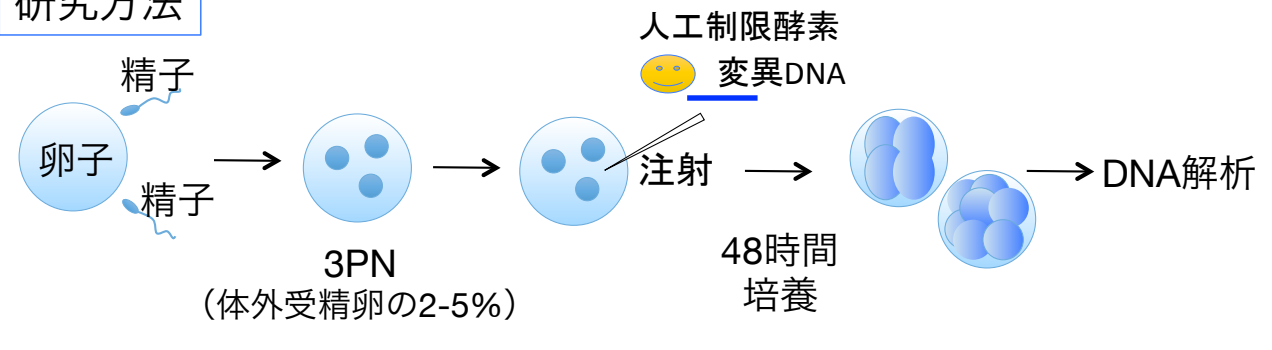 研究方法
人工制限酵素
変異DNA
精子
卵子
精子
注射
DNA解析
3PN
（体外受精卵の2-5%）
48時間
培養